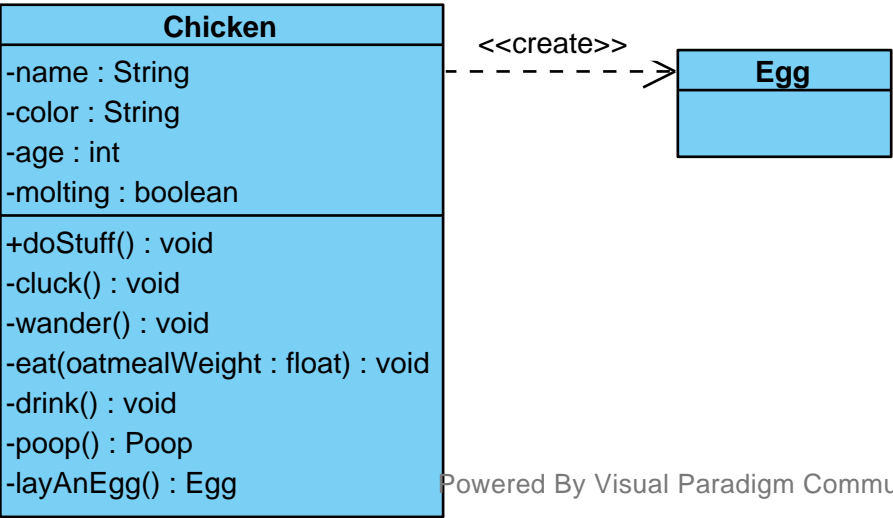 Chicken
-name : String
-color : String
-age : int
-molting : boolean
+doStuff() : void
-cluck() : void
-wander() : void
-eat(oatmealWeight : float) : void
-drink() : void
-poop() : Poop
-layAnEgg() : Egg
<<create>>
Egg
Powered By Visual Paradigm Commu